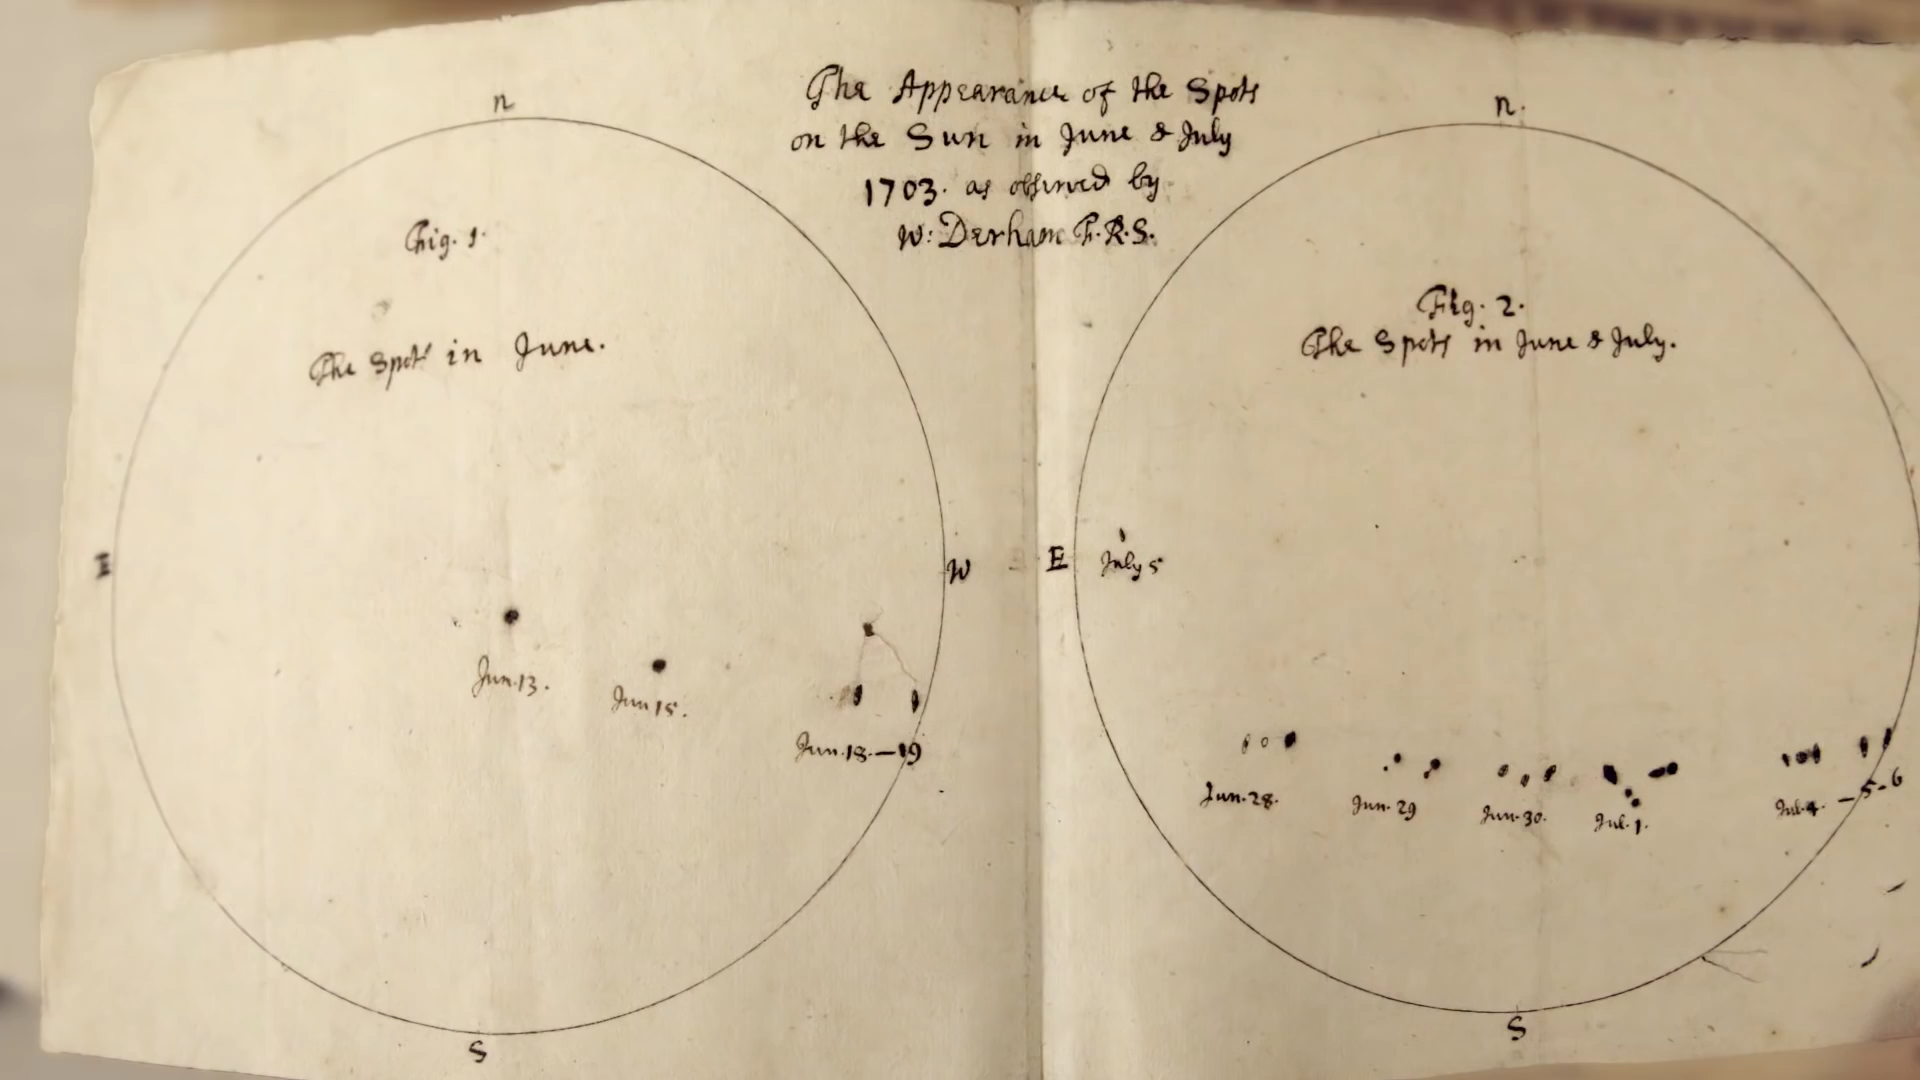 The Appearance of the Spots
on the Sun in June & July
1703. as observed by
W: Derham F.R.S.
n
Fig. 1.
The Spot in June.
E
W
Jun. 13.
Jun 15.
Jun. 18. — 19
S
n.
Fig. 2.
The Spots in June & July.
E
July 5
Jun. 28.
Jun. 29
Jun. 30.
Jul. 1.
Jul. 4. — 5-6
S